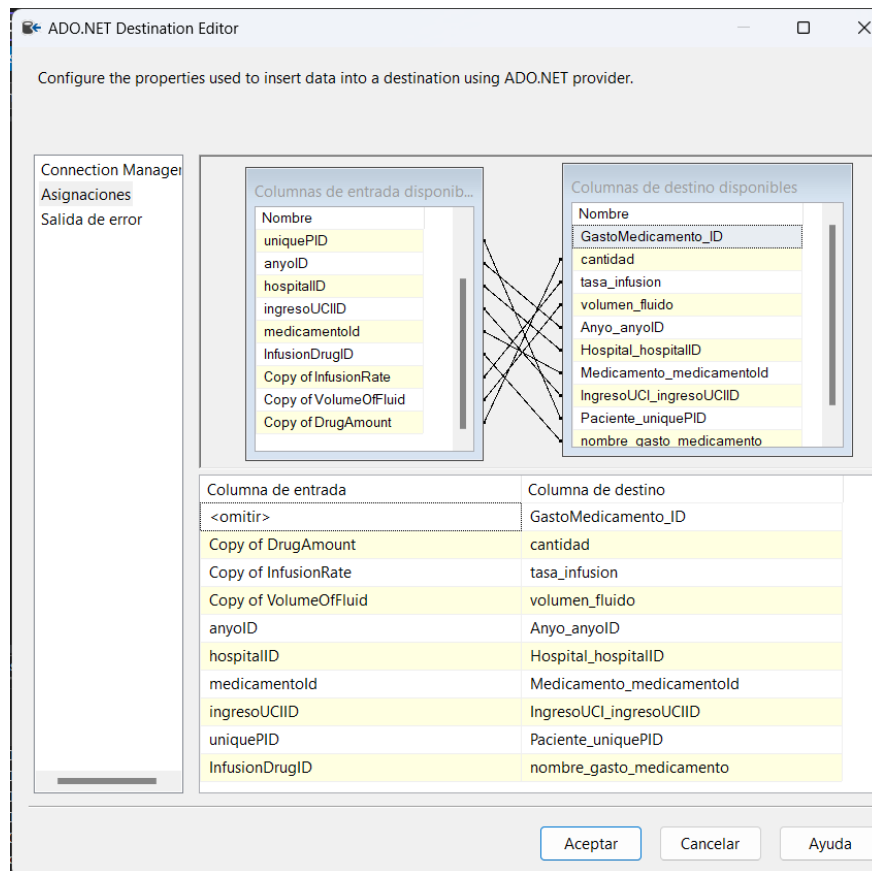 ADO.NET Destination Editor
Configure the properties used to insert data into a destination using ADO.NET provider.
Connection Manager
Asignaciones
Salida de error
Columnas de entrada disponib...
Nombre
uniquePID
anyoID
hospitalID
ingresoUCIID
medicamentoId
InfusionDrugID
Copy of InfusionRate
Copy of VolumeOfFluid
Copy of DrugAmount
Columnas de destino disponibles
Nombre
GastoMedicamento_ID
cantidad
tasa_infusion
volumen_fluido
Anyo_anyoID
Hospital_hospitalID
Medicamento_medicamentoId
IngresoUCI_ingresoUCIID
Paciente_uniquePID
nombre_gasto_medicamento
Columna de entrada Columna de destino
<omitir> GastoMedicamento_ID
Copy of DrugAmount cantidad
Copy of InfusionRate tasa_infusion
Copy of VolumeOfFluid volumen_fluido
anyoID Anyo_anyoID
hospitalID Hospital_hospitalID
medicamentoId Medicamento_medicamentoId
ingresoUCIID IngresoUCI_ingresoUCIID
uniquePID Paciente_uniquePID
InfusionDrugID nombre_gasto_medicamento
Aceptar Cancelar Ayuda